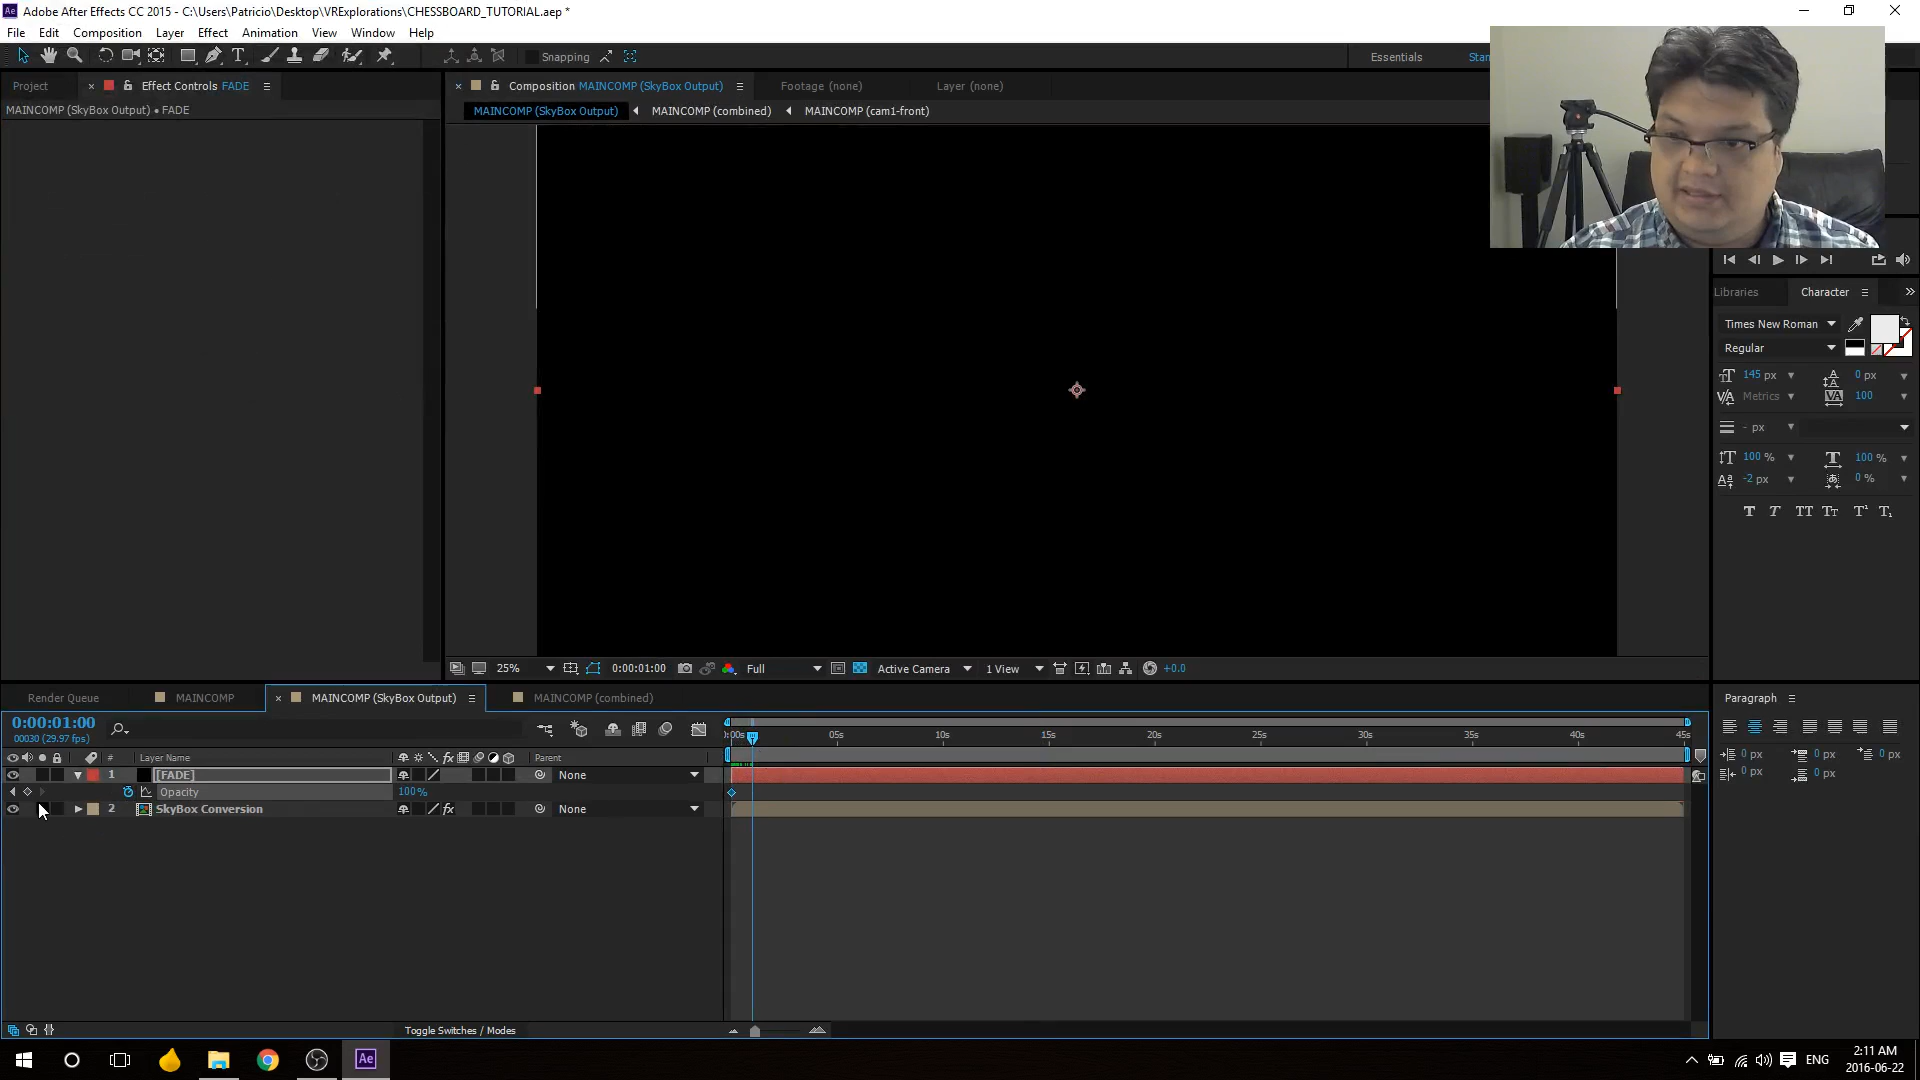 Adobe After Effects CC 2015 - C:\Users\Patricio\Desktop\VRExplorations\CHESSBOARD_TUTORIAL.aep *
File Edit Composition Layer Effect Animation View Window Help
Snapping
Essentials
Project
Effect Controls FADE
Composition MAINCOMP (SkyBox Output)
Footage (none)
Layer (none)
MAINCOMP (SkyBox Output) • FADE
MAINCOMP (SkyBox Output)
MAINCOMP (combined)
MAINCOMP (cam1-front)
Libraries
Character
Times New Roman
Regular
145 px
0 px
Metrics
100
- px
100 %
100 %
-2 px
0 %
25%
0:00:01:00
Full
Active Camera
1 View
+0.0
Render Queue
MAINCOMP
MAINCOMP (SkyBox Output)
MAINCOMP (combined)
Paragraph
0:00:01:00
00030 (29.97 fps)
05s 10s 15s 20s 25s 30s 35s 40s 45s
# Layer Name
Parent
1 [FADE] None
Opacity 100%
2 SkyBox Conversion None
0 px 0 px 0 px
0 px 0 px
Toggle Switches / Modes
ENG
2:11 AM
2016-06-22